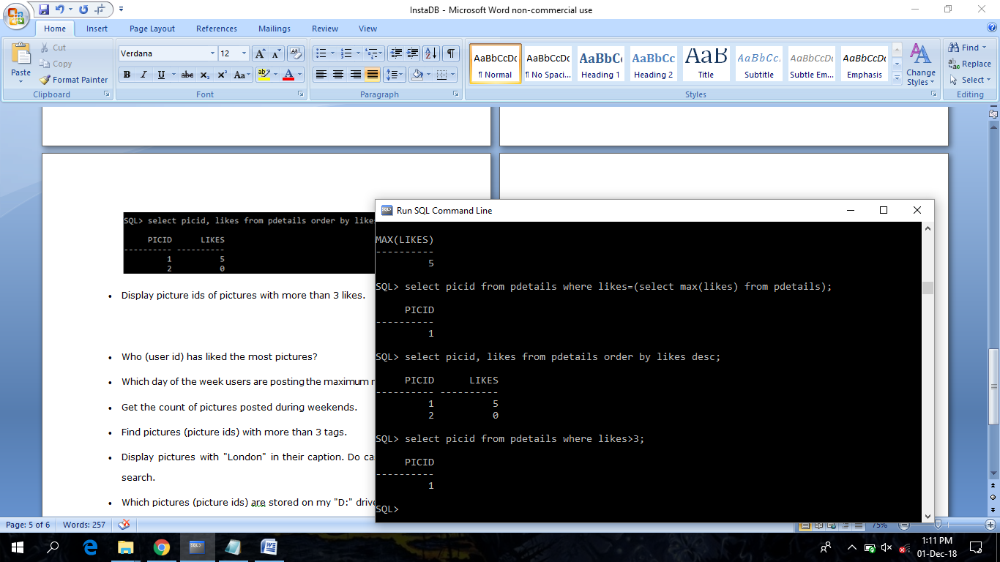 InstaDB - Microsoft Word non-commercial use
Home Insert Page Layout References Mailings Review View
Paste
Cut
Copy
Format Painter
Clipboard
Verdana 12
B I U abc x₂ x² Aa ab A
Font
Paragraph
AaBbCcDc AaBbCcDc AaBbC AaBbCc AaB AaBbCc. AaBbCcDc AaBbCcDc
¶ Normal ¶ No Spaci... Heading 1 Heading 2 Title Subtitle Subtle Em... Emphasis
Change Styles
Styles
Find
Replace
Select
Editing
SQL> select picid, likes from pdetails order by like
PICID LIKES
---------- ----------
1 5
2 0
• Display picture ids of pictures with more than 3 likes.
• Who (user id) has liked the most pictures?
• Which day of the week users are posting the maximum
• Get the count of pictures posted during weekends.
• Find pictures (picture ids) with more than 3 tags.
• Display pictures with "London" in their caption. Do ca
search.
• Which pictures (picture ids) are stored on my "D:" driv
Run SQL Command Line
MAX(LIKES)
----------
5
SQL> select picid from pdetails where likes=(select max(likes) from pdetails);
PICID
----------
1
SQL> select picid, likes from pdetails order by likes desc;
PICID LIKES
---------- ----------
1 5
2 0
SQL> select picid from pdetails where likes>3;
PICID
----------
1
SQL>
Page: 5 of 6 Words: 257 75%
1:11 PM
01-Dec-18